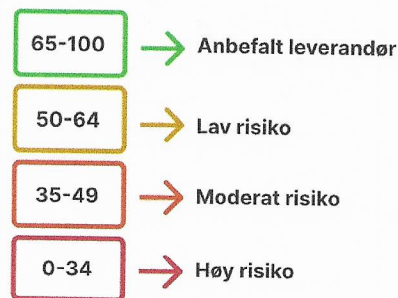 65-100 Anbefalt leverandør
50-64 Lav risiko
35-49 Moderat risiko
0-34 Høy risiko